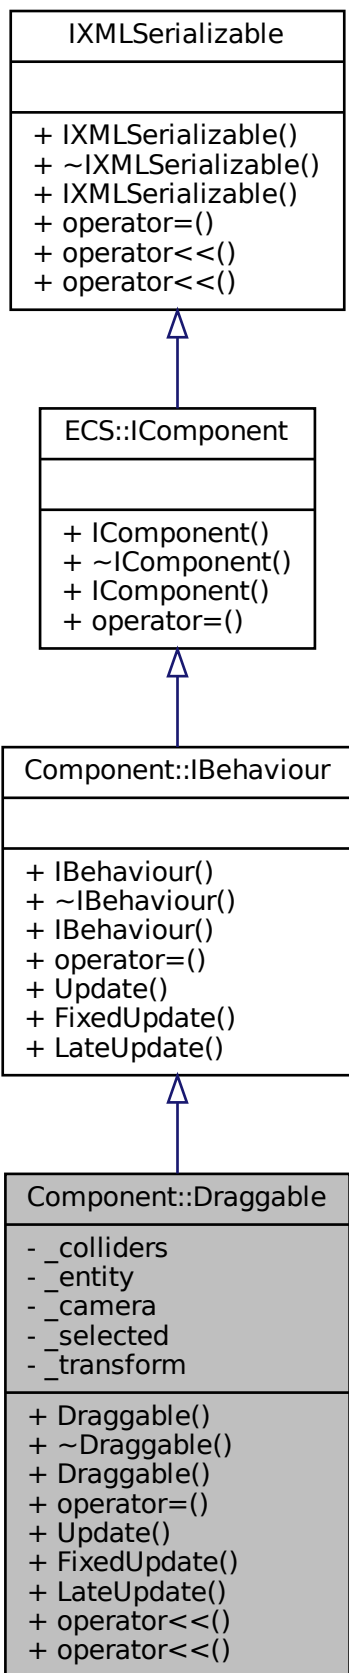 IXMLSerializable
+ IXMLSerializable()
+ ~IXMLSerializable()
+ IXMLSerializable()
+ operator=()
+ operator<<()
+ operator<<()
ECS::IComponent
+ IComponent()
+ ~IComponent()
+ IComponent()
+ operator=()
Component::IBehaviour
+ IBehaviour()
+ ~IBehaviour()
+ IBehaviour()
+ operator=()
+ Update()
+ FixedUpdate()
+ LateUpdate()
Component::Draggable
- _colliders
- _entity
- _camera
- _selected
- _transform
+ Draggable()
+ ~Draggable()
+ Draggable()
+ operator=()
+ Update()
+ FixedUpdate()
+ LateUpdate()
+ operator<<()
+ operator<<()